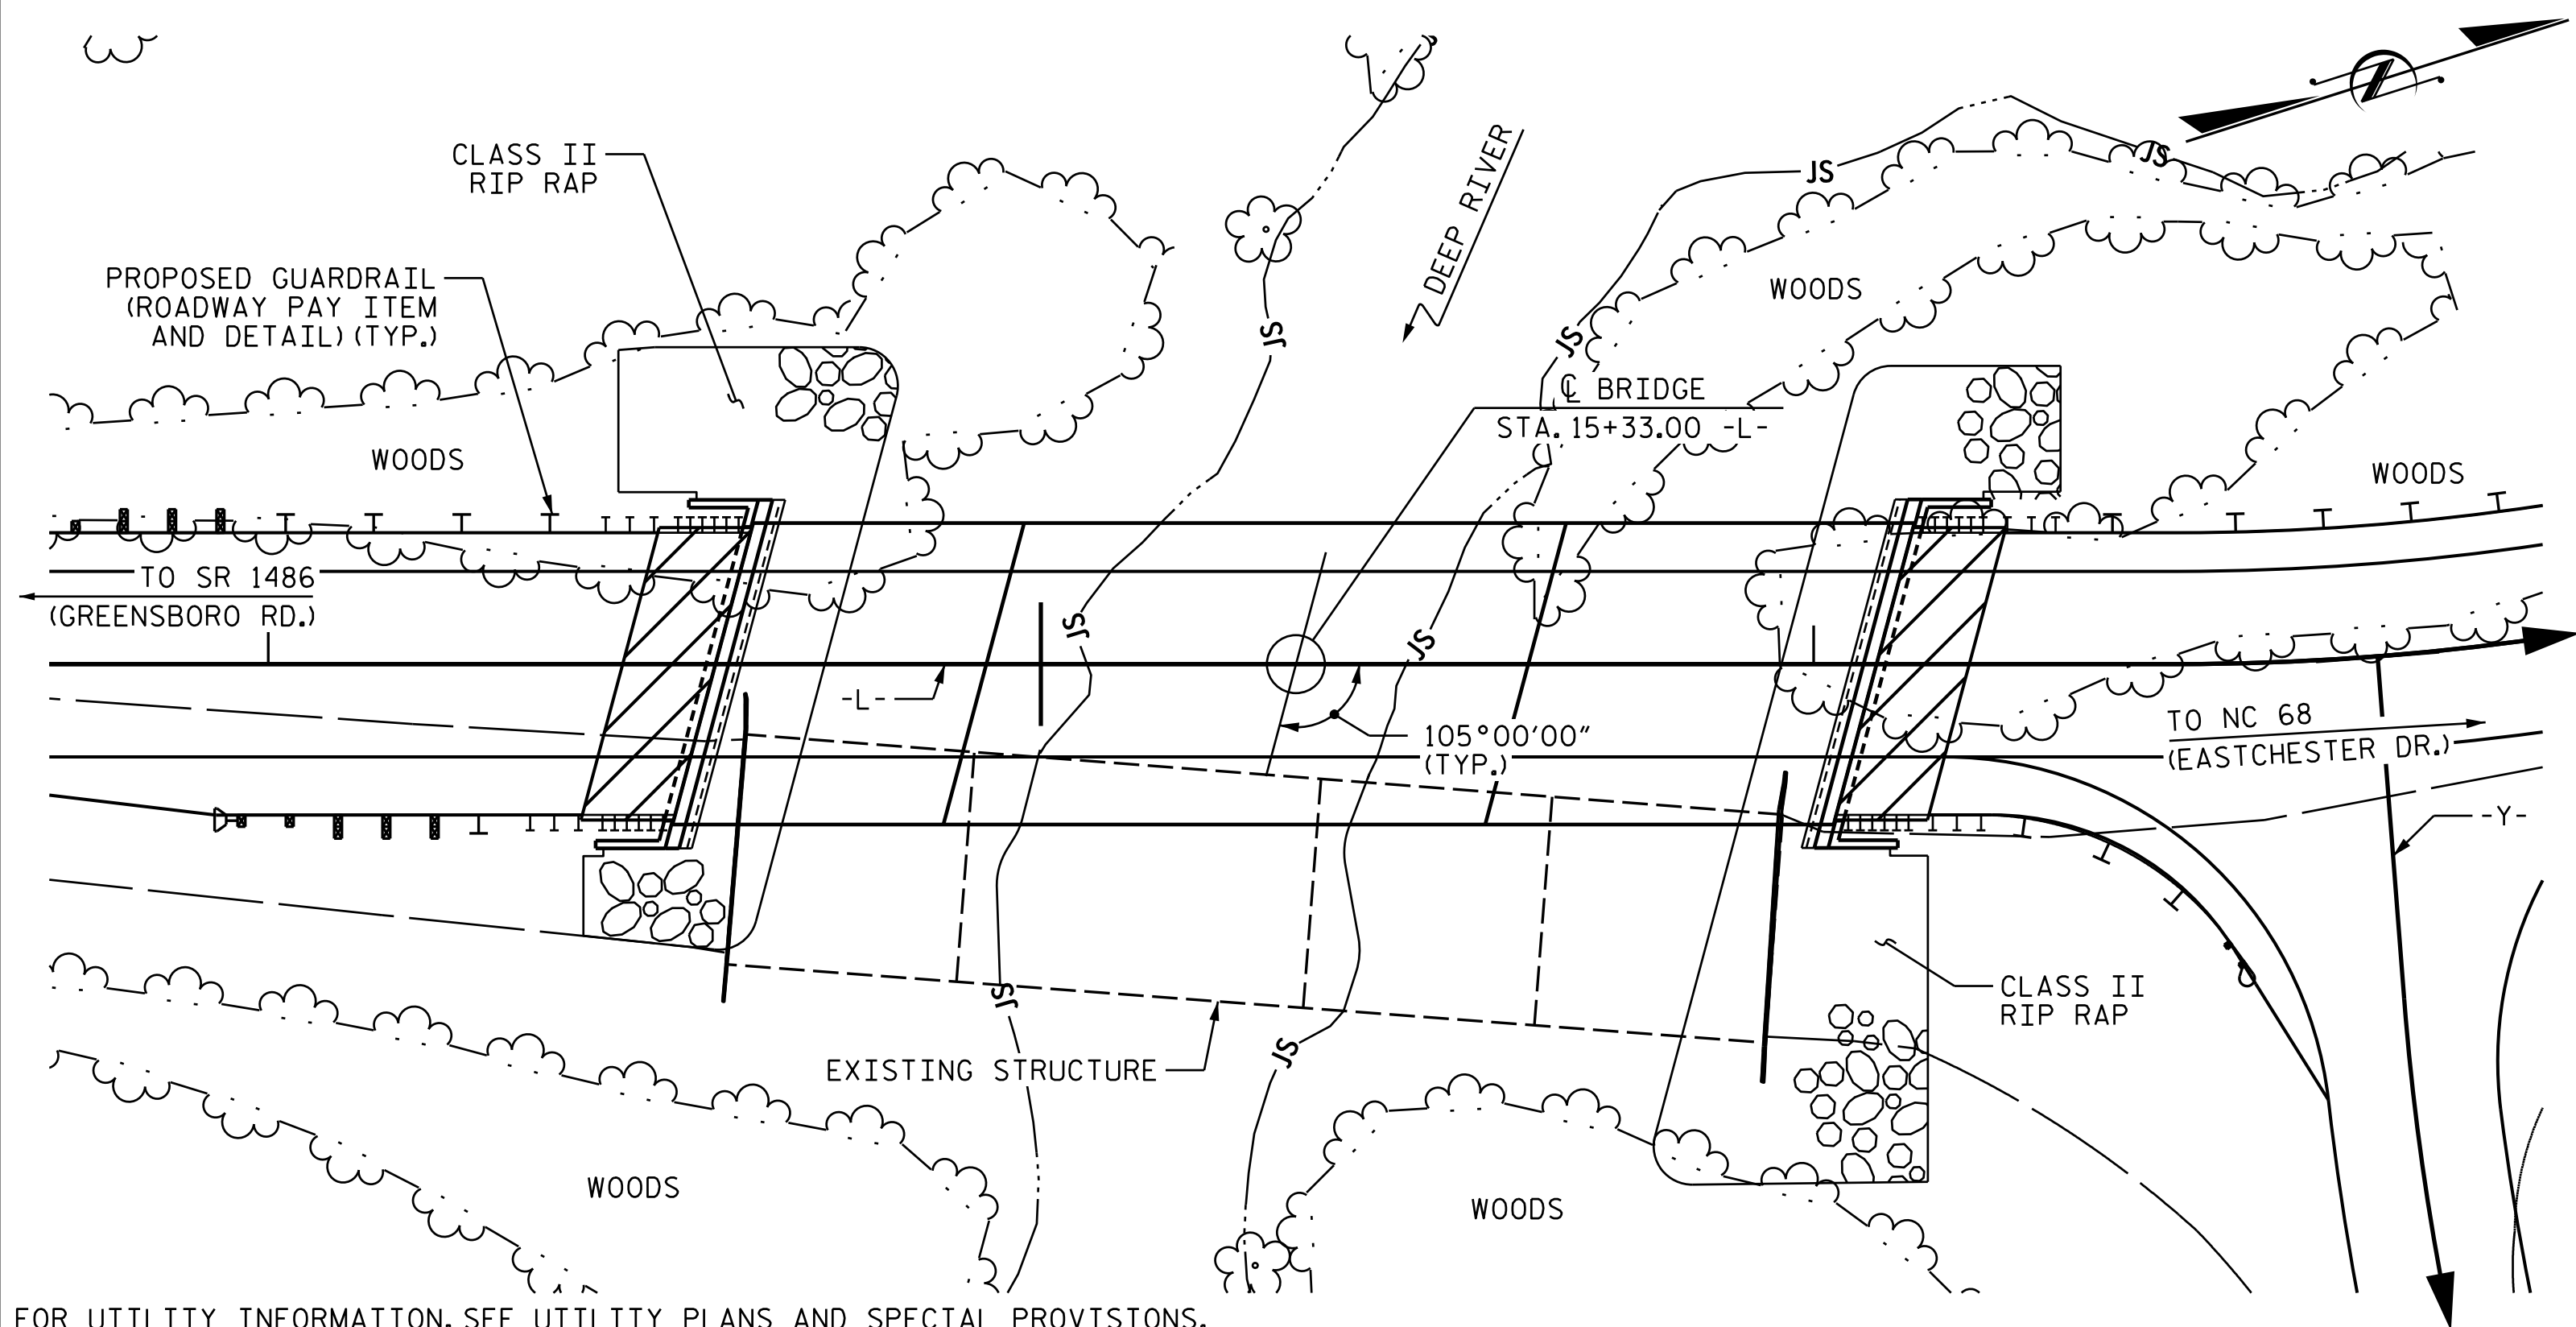 CLASS II
RIP RAP
DEEP RIVER
JS
JS
PROPOSED GUARDRAIL
(ROADWAY PAY ITEM
AND DETAIL) (TYP.)
WOODS
JS
JS
℄ BRIDGE
STA. 15+33.00 -L-
WOODS
WOODS
TO SR 1486
(GREENSBORO RD.)
JS
JS
-L-
105°00'00"
(TYP.)
TO NC 68
(EASTCHESTER DR.)
-Y-
JS
JS
CLASS II
RIP RAP
EXISTING STRUCTURE
WOODS
WOODS
FOR UTILITY INFORMATION, SEE UTILITY PLANS AND SPECIAL PROVISIONS.